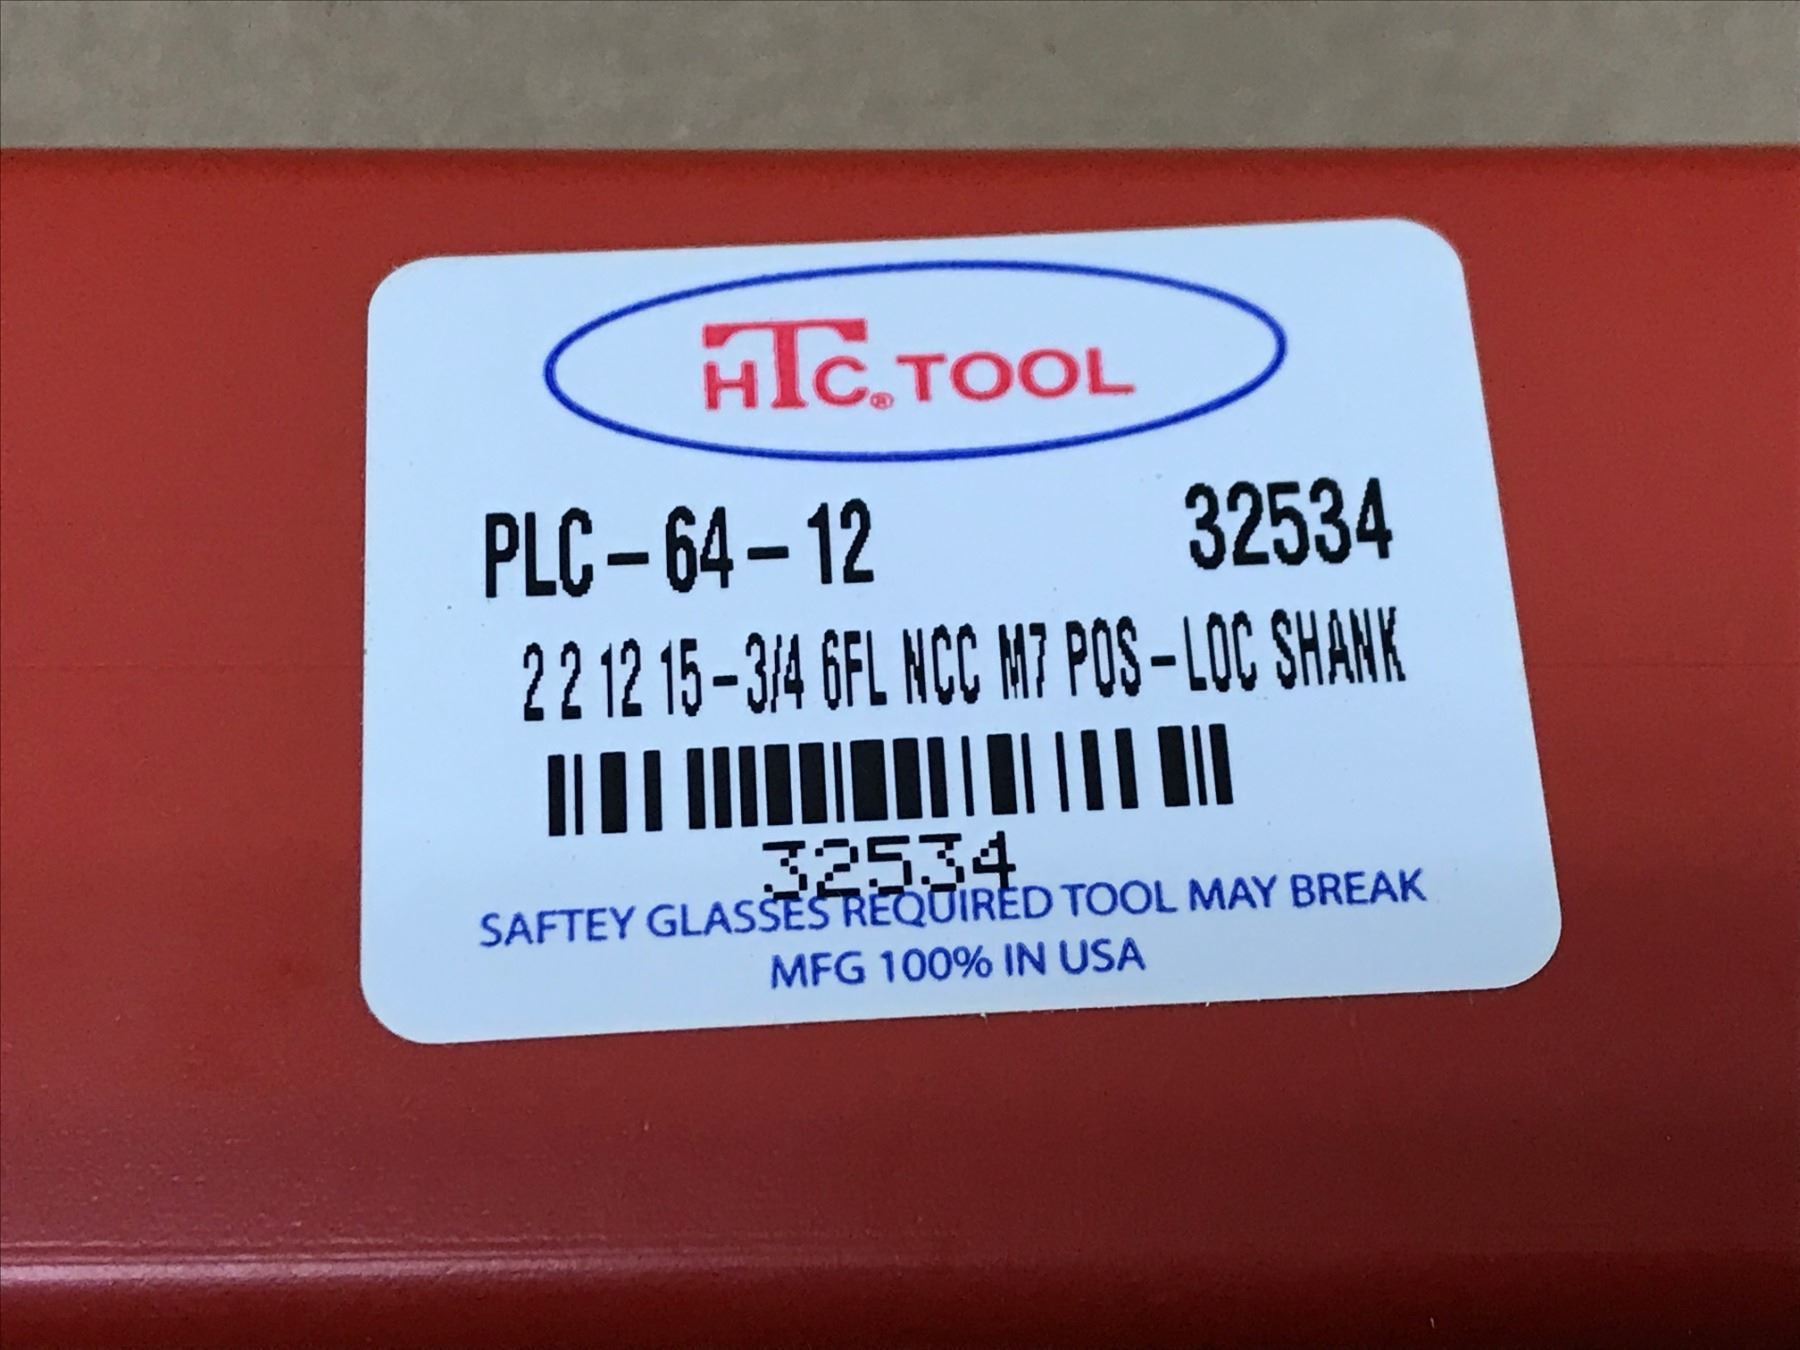 HTC® TOOL
PLC-64-12 32534
2 2 12 15-3/4 6FL NCC M7 POS-LOC SHANK
32534
SAFTEY GLASSES REQUIRED TOOL MAY BREAK
MFG 100% IN USA